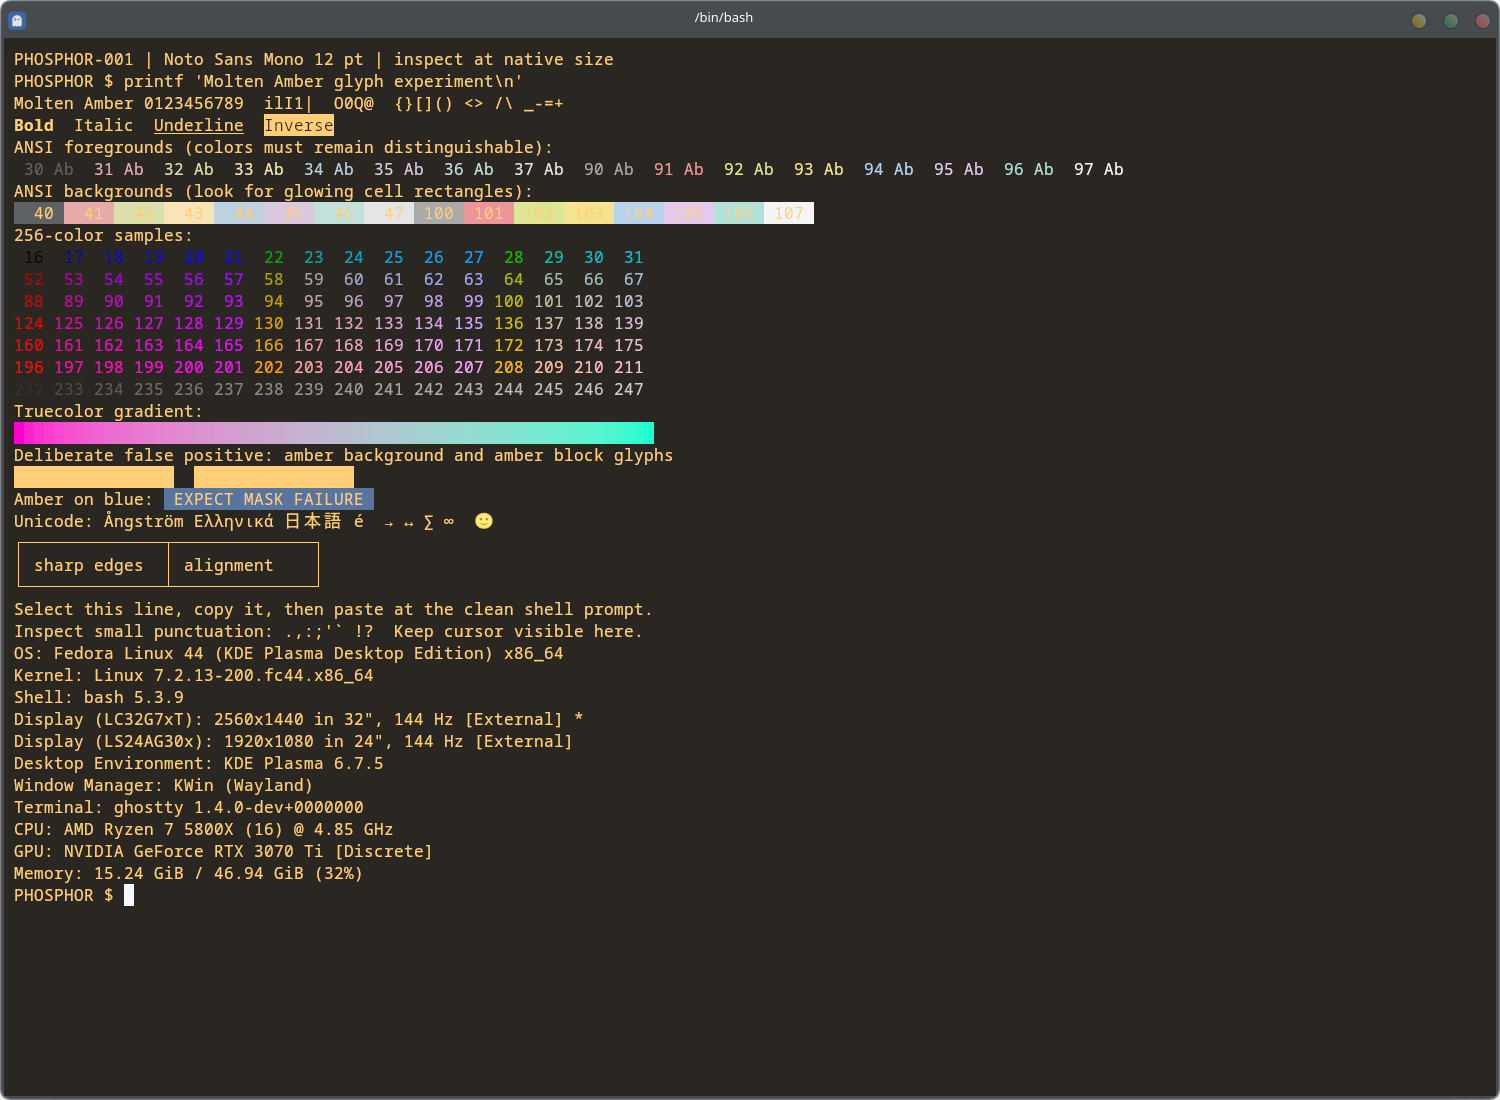 /bin/bash
PHOSPHOR-001 | Noto Sans Mono 12 pt | inspect at native size
PHOSPHOR $ printf 'Molten Amber glyph experiment\n'
Molten Amber 0123456789  ilI1|  O0Q@  {}[]() <> /\ _-=+
Bold  Italic  Underline  Inverse
ANSI foregrounds (colors must remain distinguishable):
30 Ab  31 Ab  32 Ab  33 Ab  34 Ab  35 Ab  36 Ab  37 Ab  90 Ab  91 Ab  92 Ab  93 Ab  94 Ab  95 Ab  96 Ab  97 Ab
ANSI backgrounds (look for glowing cell rectangles):
40   41   42   43   44   45   46   47  100  101  102  103  104  105  106  107
256-color samples:
16  17  18  19  20  21  22  23  24  25  26  27  28  29  30  31
52  53  54  55  56  57  58  59  60  61  62  63  64  65  66  67
88  89  90  91  92  93  94  95  96  97  98  99 100 101 102 103
124 125 126 127 128 129 130 131 132 133 134 135 136 137 138 139
160 161 162 163 164 165 166 167 168 169 170 171 172 173 174 175
196 197 198 199 200 201 202 203 204 205 206 207 208 209 210 211
232 233 234 235 236 237 238 239 240 241 242 243 244 245 246 247
Truecolor gradient:
Deliberate false positive: amber background and amber block glyphs
Amber on blue:  EXPECT MASK FAILURE
Unicode: Ångström Ελληνικά 日本語 é  → ↔ ∑ ∞  🙂
sharp edges  alignment
Select this line, copy it, then paste at the clean shell prompt.
Inspect small punctuation: .,:;'` !?  Keep cursor visible here.
OS: Fedora Linux 44 (KDE Plasma Desktop Edition) x86_64
Kernel: Linux 7.2.13-200.fc44.x86_64
Shell: bash 5.3.9
Display (LC32G7xT): 2560x1440 in 32", 144 Hz [External] *
Display (LS24AG30x): 1920x1080 in 24", 144 Hz [External]
Desktop Environment: KDE Plasma 6.7.5
Window Manager: KWin (Wayland)
Terminal: ghostty 1.4.0-dev+0000000
CPU: AMD Ryzen 7 5800X (16) @ 4.85 GHz
GPU: NVIDIA GeForce RTX 3070 Ti [Discrete]
Memory: 15.24 GiB / 46.94 GiB (32%)
PHOSPHOR $